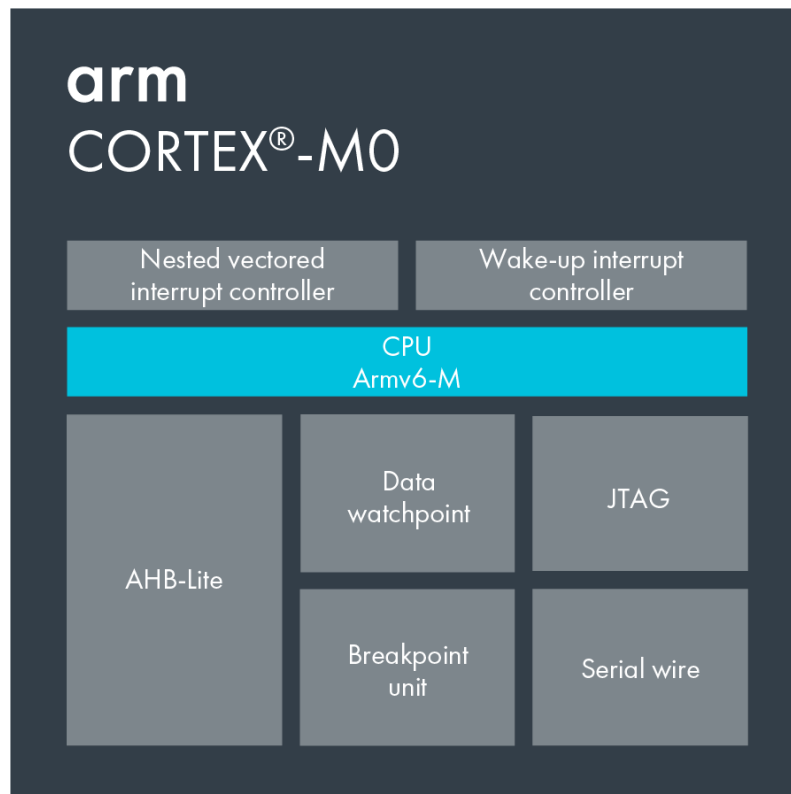 arm
CORTEX®-M0
Nested vectored
interrupt controller
Wake-up interrupt
controller
CPU
Armv6-M
AHB-Lite
Data
watchpoint
JTAG
Breakpoint
unit
Serial wire